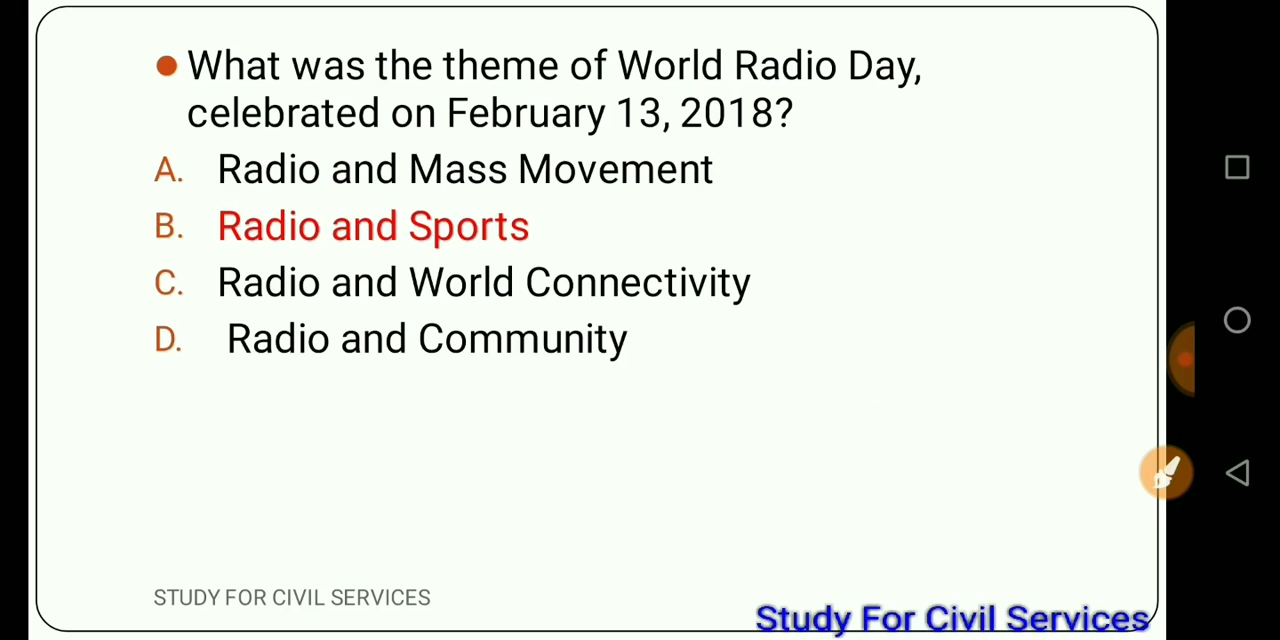 What was the theme of World Radio Day,
celebrated on February 13, 2018?
A. Radio and Mass Movement
B. Radio and Sports
C. Radio and World Connectivity
D. Radio and Community
STUDY FOR CIVIL SERVICES
Study For Civil Services